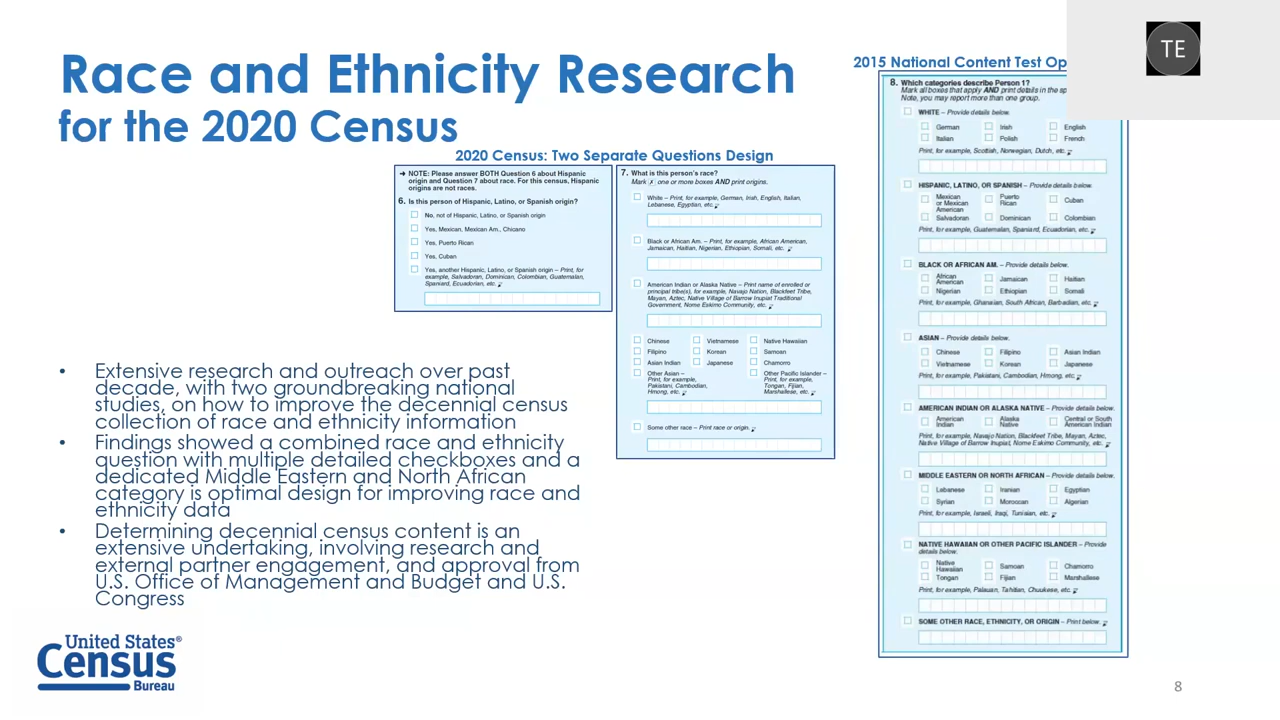 Race and Ethnicity Research
for the 2020 Census
2020 Census: Two Separate Questions Design
➔ NOTE: Please answer BOTH Question 6 about Hispanic
origin and Question 7 about race. For this census, Hispanic
origins are not races.
6. Is this person of Hispanic, Latino, or Spanish origin?
No, not of Hispanic, Latino, or Spanish origin
Yes, Mexican, Mexican Am., Chicano
Yes, Puerto Rican
Yes, Cuban
Yes, another Hispanic, Latino, or Spanish origin – Print, for
example, Salvadoran, Dominican, Colombian, Guatemalan,
Spaniard, Ecuadorian, etc.
7. What is this person's race?
Mark x one or more boxes AND print origins.
White – Print, for example, German, Irish, English, Italian,
Lebanese, Egyptian, etc.
Black or African Am. – Print, for example, African American,
Jamaican, Haitian, Nigerian, Ethiopian, Somali, etc.
American Indian or Alaska Native – Print name of enrolled or
principal tribe(s), for example, Navajo Nation, Blackfeet Tribe,
Mayan, Aztec, Native Village of Barrow Inupiat Traditional
Government, Nome Eskimo Community, etc.
Chinese Vietnamese Native Hawaiian
Filipino Korean Samoan
Asian Indian Japanese Chamorro
Other Asian –
Print, for example,
Pakistani, Cambodian,
Hmong, etc.
Other Pacific Islander –
Print, for example,
Tongan, Fijian,
Marshallese, etc.
Some other race – Print race or origin.
2015 National Content Test Op
8. Which categories describe Person 1?
Mark all boxes that apply AND print details in the sp
Note, you may report more than one group.
WHITE – Provide details below.
German Irish English
Italian Polish French
Print, for example, Scottish, Norwegian, Dutch, etc.
HISPANIC, LATINO, OR SPANISH – Provide details below.
Mexican or Mexican American Puerto Rican Cuban
Salvadoran Dominican Colombian
Print, for example, Guatemalan, Spaniard, Ecuadorian, etc.
BLACK OR AFRICAN AM. – Provide details below.
African American Jamaican Haitian
Nigerian Ethiopian Somali
Print, for example, Ghanaian, South African, Barbadian, etc.
ASIAN – Provide details below.
Chinese Filipino Asian Indian
Vietnamese Korean Japanese
Print, for example, Pakistani, Cambodian, Hmong, etc.
AMERICAN INDIAN OR ALASKA NATIVE – Provide details below.
American Indian Alaska Native Central or South American Indian
Print, for example, Navajo Nation, Blackfeet Tribe, Mayan, Aztec,
Native Village of Barrow Inupiat, Nome Eskimo Community, etc.
MIDDLE EASTERN OR NORTH AFRICAN – Provide details below.
Lebanese Iranian Egyptian
Syrian Moroccan Algerian
Print, for example, Israeli, Iraqi, Tunisian, etc.
NATIVE HAWAIIAN OR OTHER PACIFIC ISLANDER – Provide
details below.
Native Hawaiian Samoan Chamorro
Tongan Fijian Marshallese
Print, for example, Palauan, Tahitian, Chuukese, etc.
SOME OTHER RACE, ETHNICITY, OR ORIGIN – Print below.
TE
• Extensive research and outreach over past
decade, with two groundbreaking national
studies, on how to improve the decennial census
collection of race and ethnicity information
• Findings showed a combined race and ethnicity
question with multiple detailed checkboxes and a
dedicated Middle Eastern and North African
category is optimal design for improving race and
ethnicity data
• Determining decennial census content is an
extensive undertaking, involving research and
external partner engagement, and approval from
U.S. Office of Management and Budget and U.S.
Congress
United States®
Census
Bureau
8